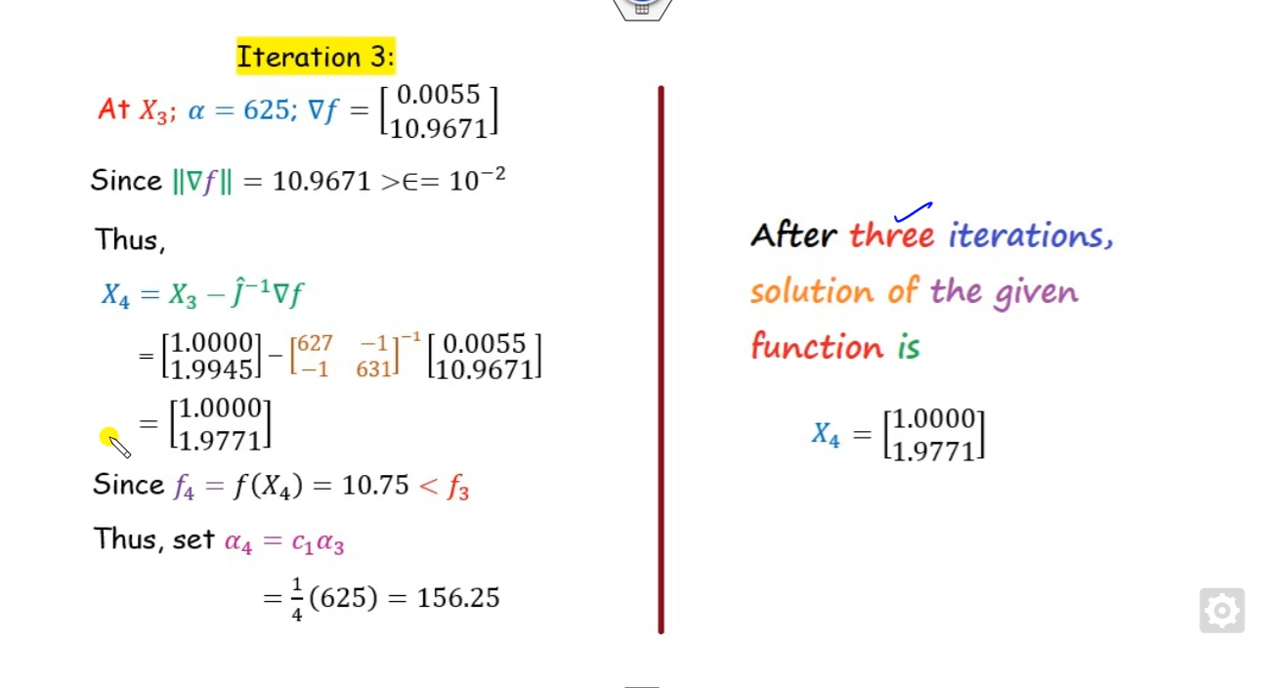 Iteration 3:
At X₃; α = 625; ∇f = [0.0055 10.9671]
Since ‖∇f‖ = 10.9671 >∈= 10⁻²
Thus,
X₄ = X₃ − Ĵ⁻¹∇f
= [1.0000 1.9945] − [627 −1 −1 631]⁻¹ [0.0055 10.9671]
= [1.0000 1.9771]
Since f₄ = f(X₄) = 10.75 < f₃
Thus, set α₄ = c₁α₃
= 1/4 (625) = 156.25
After three iterations,
solution of the given
function is
X₄ = [1.0000 1.9771]